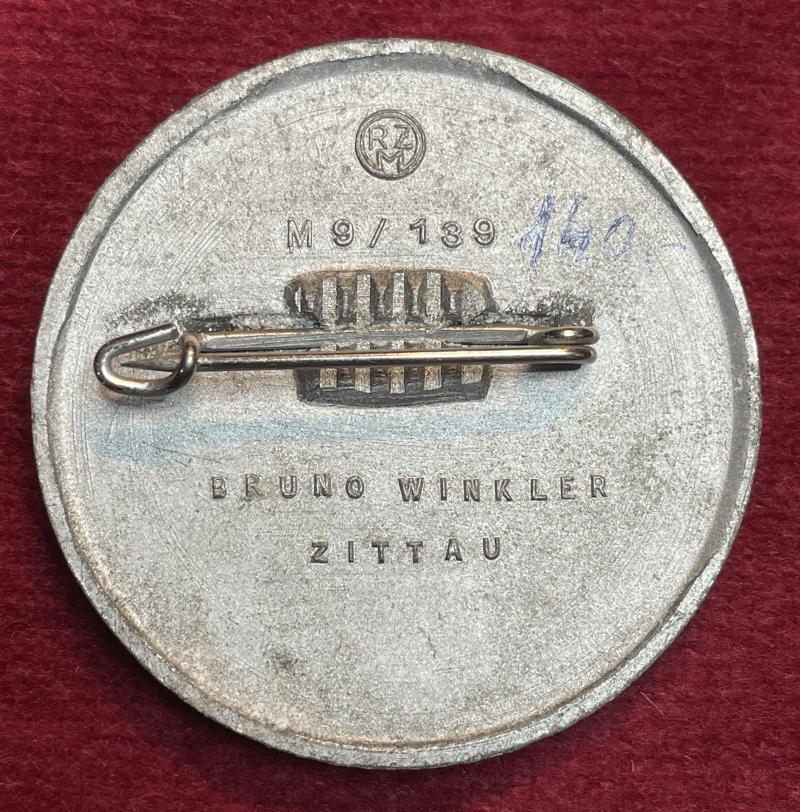 RZM
M 9 / 139
140.-
BRUNO WINKLER
ZITTAU